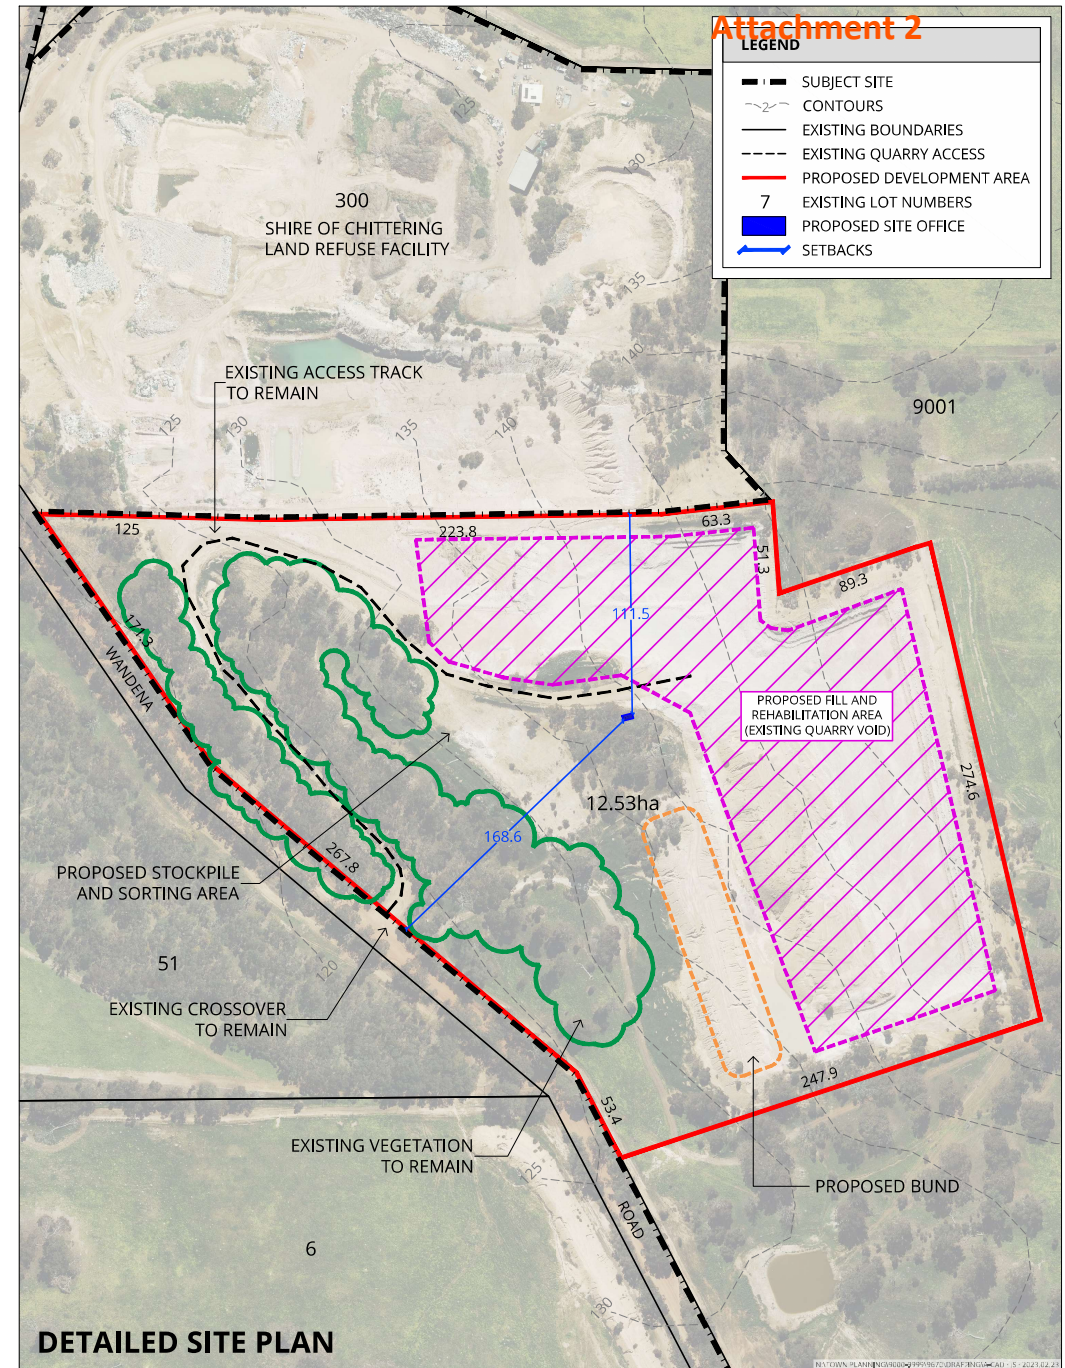 Attachment 2
LEGEND
SUBJECT SITE
2
CONTOURS
EXISTING BOUNDARIES
EXISTING QUARRY ACCESS
PROPOSED DEVELOPMENT AREA
7
EXISTING LOT NUMBERS
PROPOSED SITE OFFICE
SETBACKS
125
130
300
SHIRE OF CHITTERING
LAND REFUSE FACILITY
135
140
EXISTING ACCESS TRACK
TO REMAIN
9001
125
130
135
140
125
223.8
63.3
51.3
89.3
111.5
171.3
WANDENA
PROPOSED FILL AND
REHABILITATION AREA
(EXISTING QUARRY VOID)
274.6
12.53ha
168.6
267.8
PROPOSED STOCKPILE
AND SORTING AREA
51
120
EXISTING CROSSOVER
TO REMAIN
247.9
53.4
EXISTING VEGETATION
TO REMAIN
125
PROPOSED BUND
ROAD
6
130
DETAILED SITE PLAN